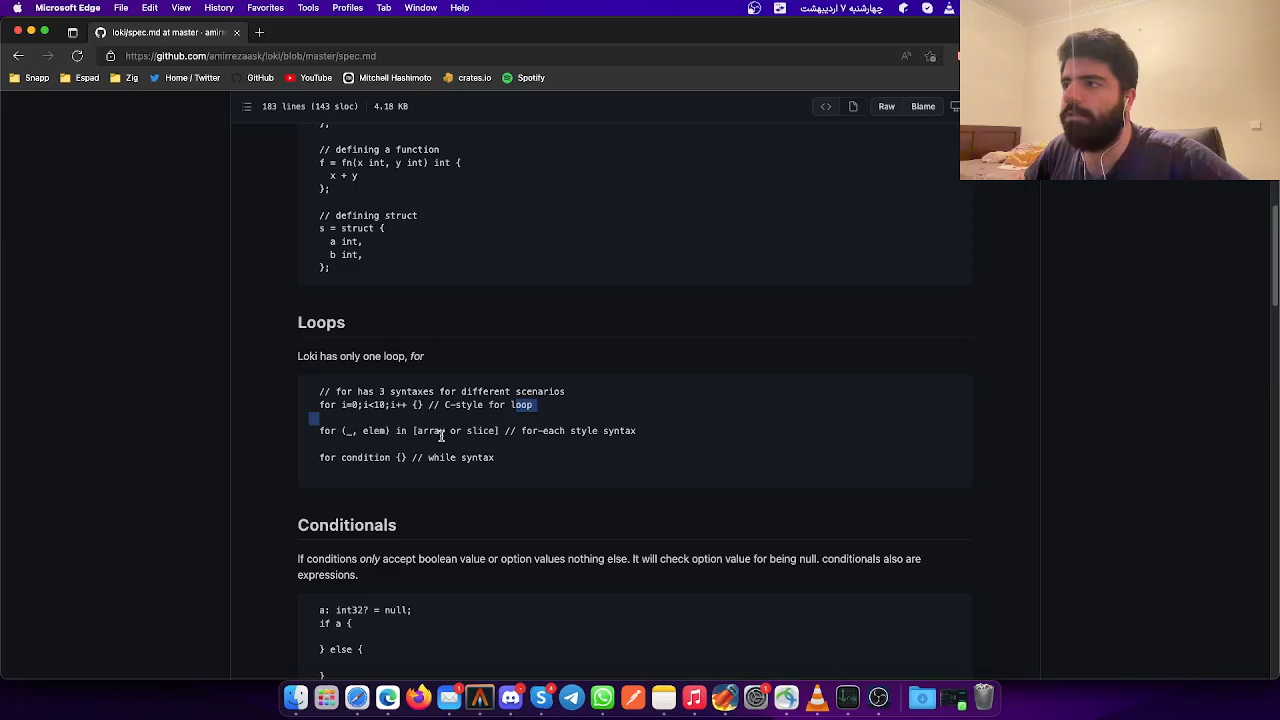 Microsoft Edge File Edit View History Favorites Tools Profiles Tab Window Help
چهارشنبه ۷ اردیبهشت
loki/spec.md at master · amirre
https://github.com/amirrezaask/loki/blob/master/spec.md
Snapp Espad Zig Home / Twitter GitHub YouTube Mitchell Hashimoto crates.io Spotify
183 lines (143 sloc) 4.18 KB Raw Blame
};
// defining a function
f = fn(x int, y int) int {
x + y
};
// defining struct
s = struct {
a int,
b int,
};
Loops
Loki has only one loop, for
// for has 3 syntaxes for different scenarios
for i=0;i<10;i++ {} // C-style for loop
for (_, elem) in [array or slice] // for-each style syntax
for condition {} // while syntax
Conditionals
If conditions only accept boolean value or option values nothing else. It will check option value for being null. conditionals also are
expressions.
a: int32? = null;
if a {
} else {
}